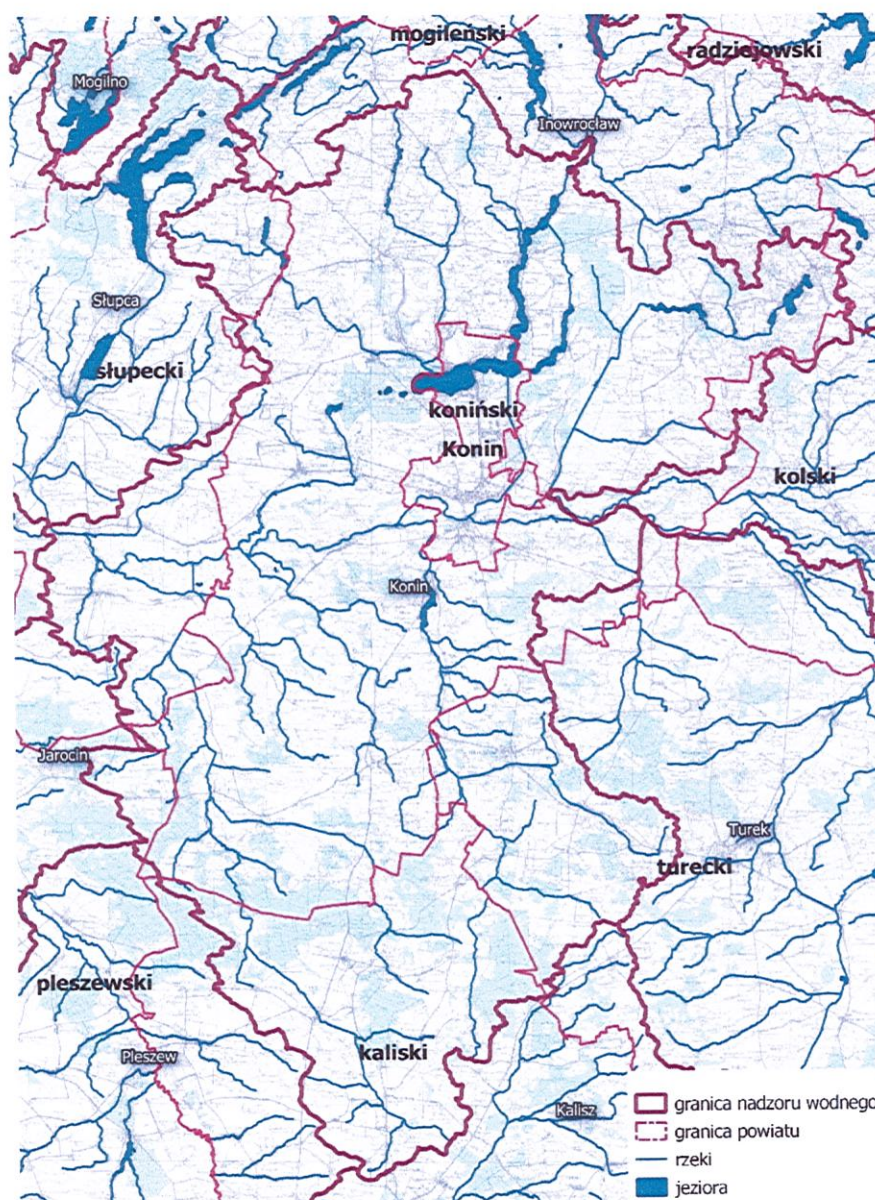 mogileński
radziejowski
Mogilno
Inowrocław
Słupca
słupecki
koniński
Konin
kolski
Konin
Jarocin
Turek
turecki
pleszewski
kaliski
Pleszew
Kalisz
granica nadzoru wodnego
granica powiatu
rzeki
jeziora